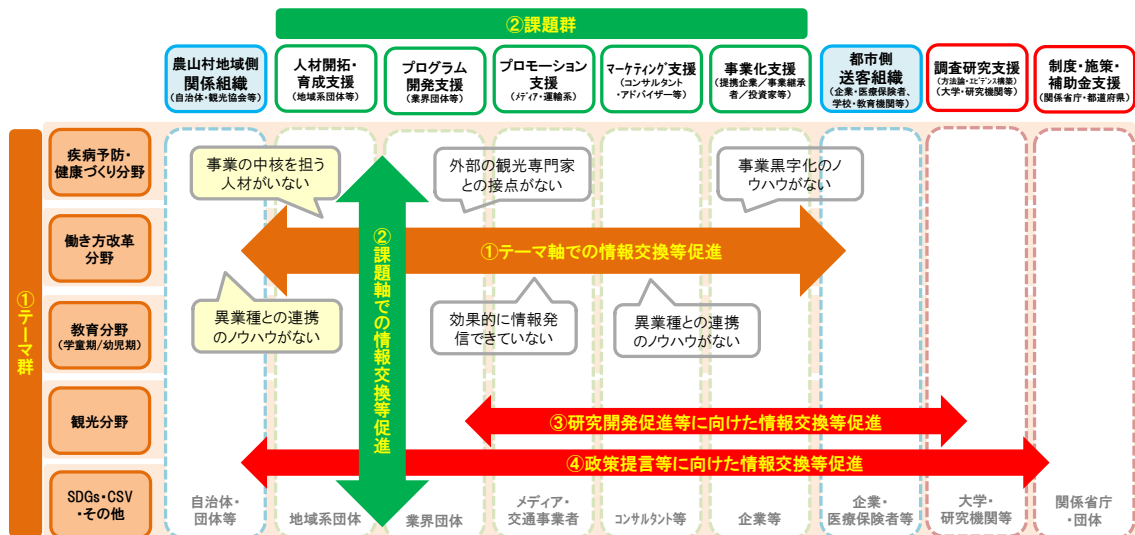 ②課題群
農山村地域側
関係組織
(自治体・観光協会等)
人材開拓・
育成支援
(地域系団体等)
プログラム
開発支援
(業界団体等)
プロモーション
支援
(メディア・運輸系)
マーケティング支援
(コンサルタント
・アドバイザー等)
事業化支援
(提携企業/事業継承
者/投資家等)
都市側
送客組織
(企業・医療保険者、
学校・教育機関等)
調査研究支援
(方法論・エビデンス構築)
(大学・研究機関等)
制度・施策・
補助金支援
(関係省庁・都道府県)
①テーマ群
疾病予防・
健康づくり分野
働き方改革
分野
教育分野
(学童期/幼児期)
観光分野
SDGs・CSV
・その他
事業の中核を担う
人材がいない
外部の観光専門家
との接点がない
事業黒字化のノ
ウハウがない
①テーマ軸での情報交換等促進
②課題軸での情報交換等促進
異業種との連携
のノウハウがない
効果的に情報発
信できていない
異業種との連携
のノウハウがない
③研究開発促進等に向けた情報交換等促進
④政策提言等に向けた情報交換等促進
自治体・
団体等
地域系団体
業界団体
メディア・
交通事業者
コンサルタント等
企業等
企業・
医療保険者等
大学・
研究機関等
関係省庁
・団体